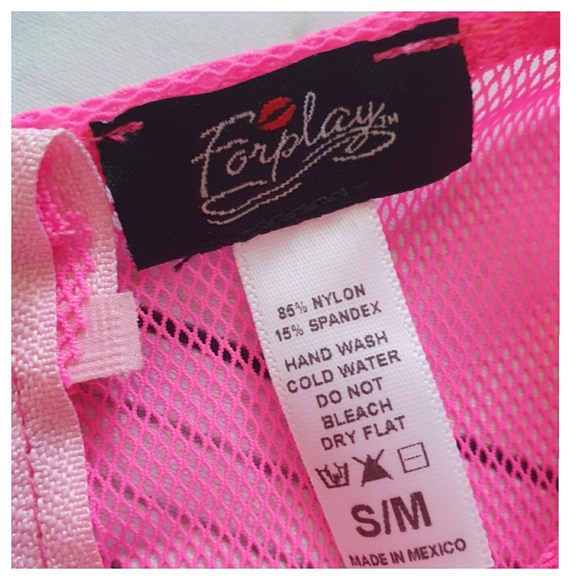 Forplay™
85% NYLON
15% SPANDEX
HAND WASH
COLD WATER
DO NOT
BLEACH
DRY FLAT
S/M
MADE IN MEXICO